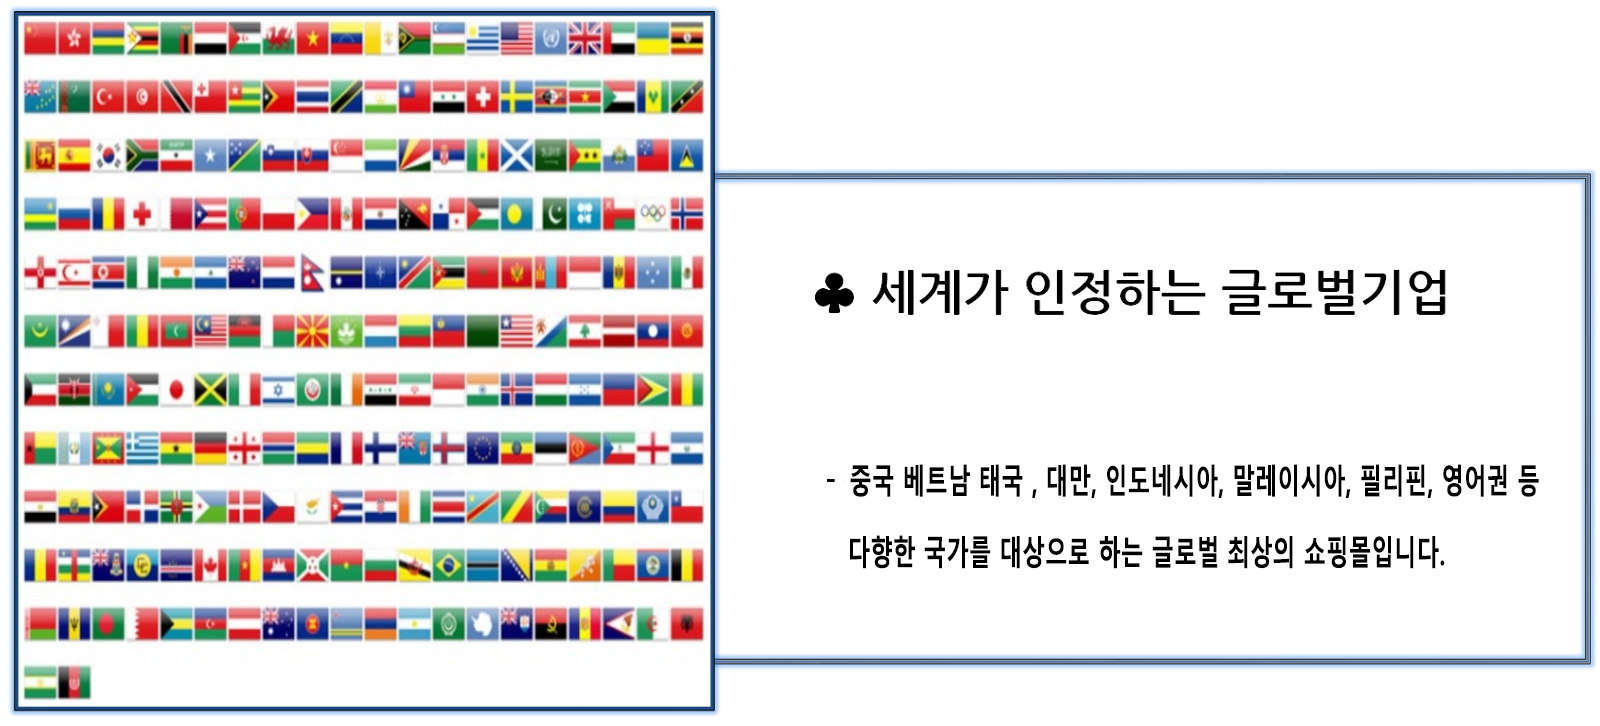 ♣ 세계가 인정하는 글로벌기업
- 중국 베트남 태국 , 대만, 인도네시아, 말레이시아, 필리핀, 영어권 등
다향한 국가를 대상으로 하는 글로벌 최상의 쇼핑몰입니다.